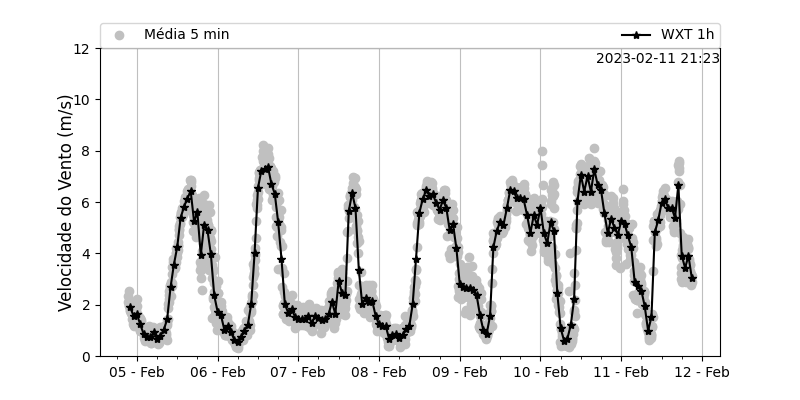 Média 5 min
WXT 1h
2023-02-11 21:23
Velocidade do Vento (m/s)
12
10
8
6
4
2
0
05 - Feb 06 - Feb 07 - Feb 08 - Feb 09 - Feb 10 - Feb 11 - Feb 12 - Feb